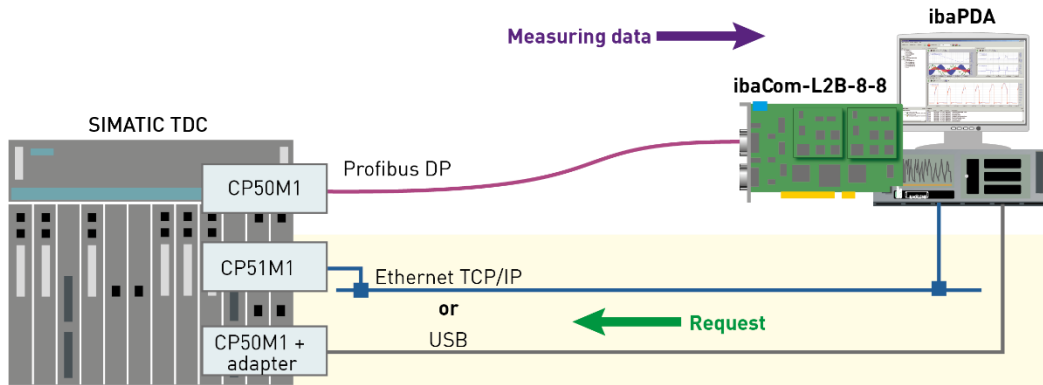 ibaPDA
Measuring data
ibaCom-L2B-8-8
SIMATIC TDC
Profibus DP
CP50M1
CP51M1
Ethernet TCP/IP
or
Request
USB
CP50M1 +
adapter